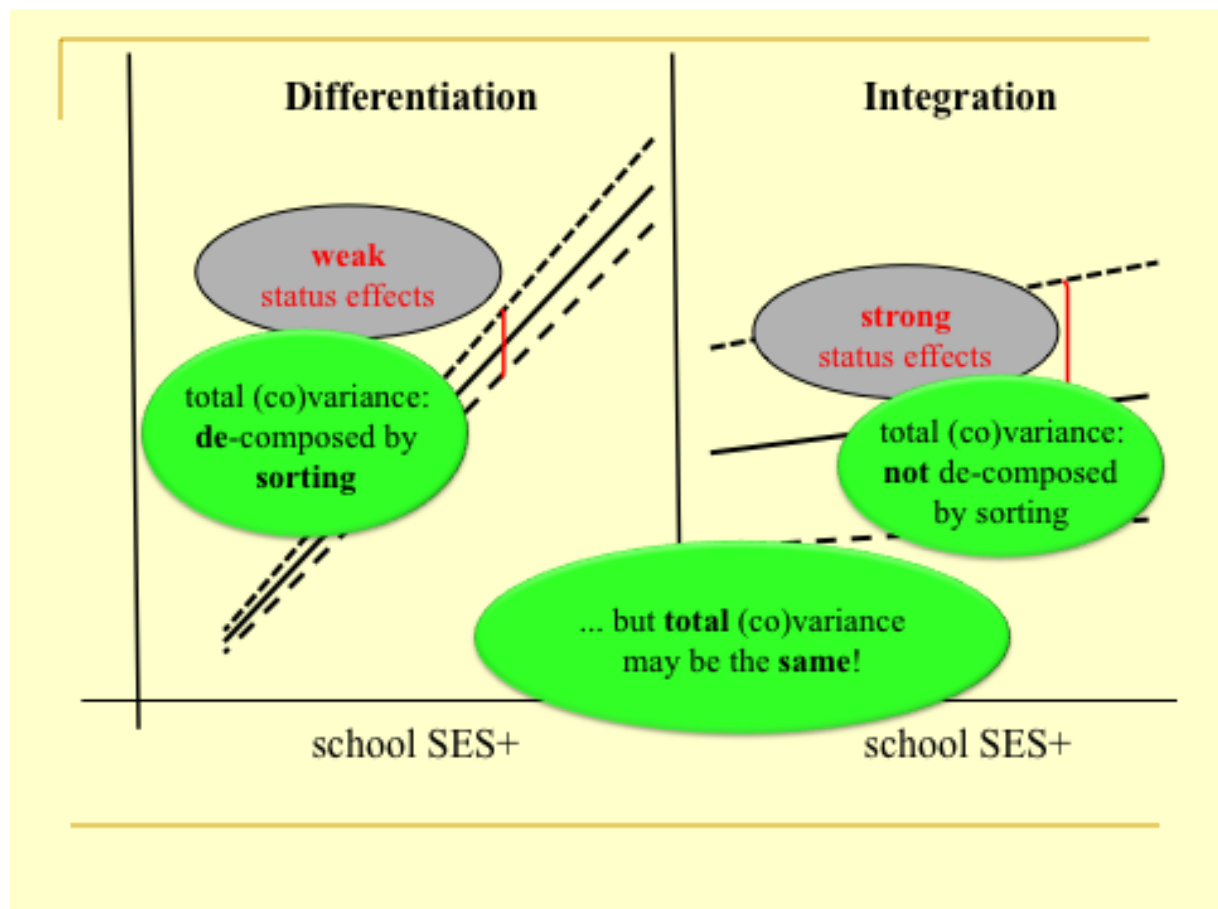 Differentiation
weak
status effects
total (co)variance:
de-composed by
sorting
school SES+
Integration
strong
status effects
total (co)variance:
not de-composed
by sorting
... but total (co)variance
may be the same!
school SES+